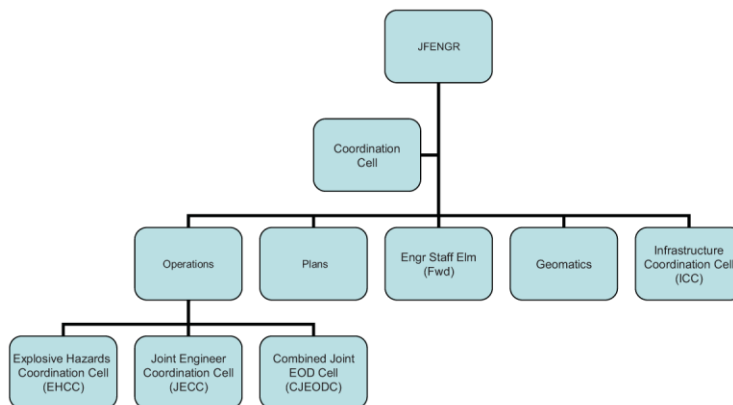 JFENGR
Coordination
Cell
Operations
Plans
Engr Staff Elm
(Fwd)
Geomatics
Infrastructure
Coordination Cell
(ICC)
Explosive Hazards
Coordination Cell
(EHCC)
Joint Engineer
Coordination Cell
(JECC)
Combined Joint
EOD Cell
(CJEODC)